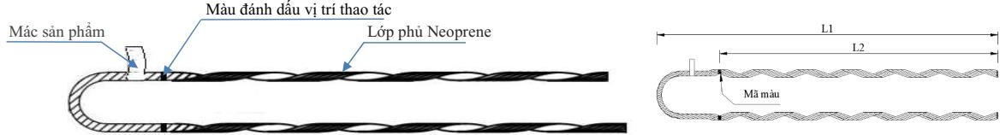 Màu đánh dấu vị trí thao tác
Mác sản phẩm
Lớp phủ Neoprene
L1
L2
Mã màu